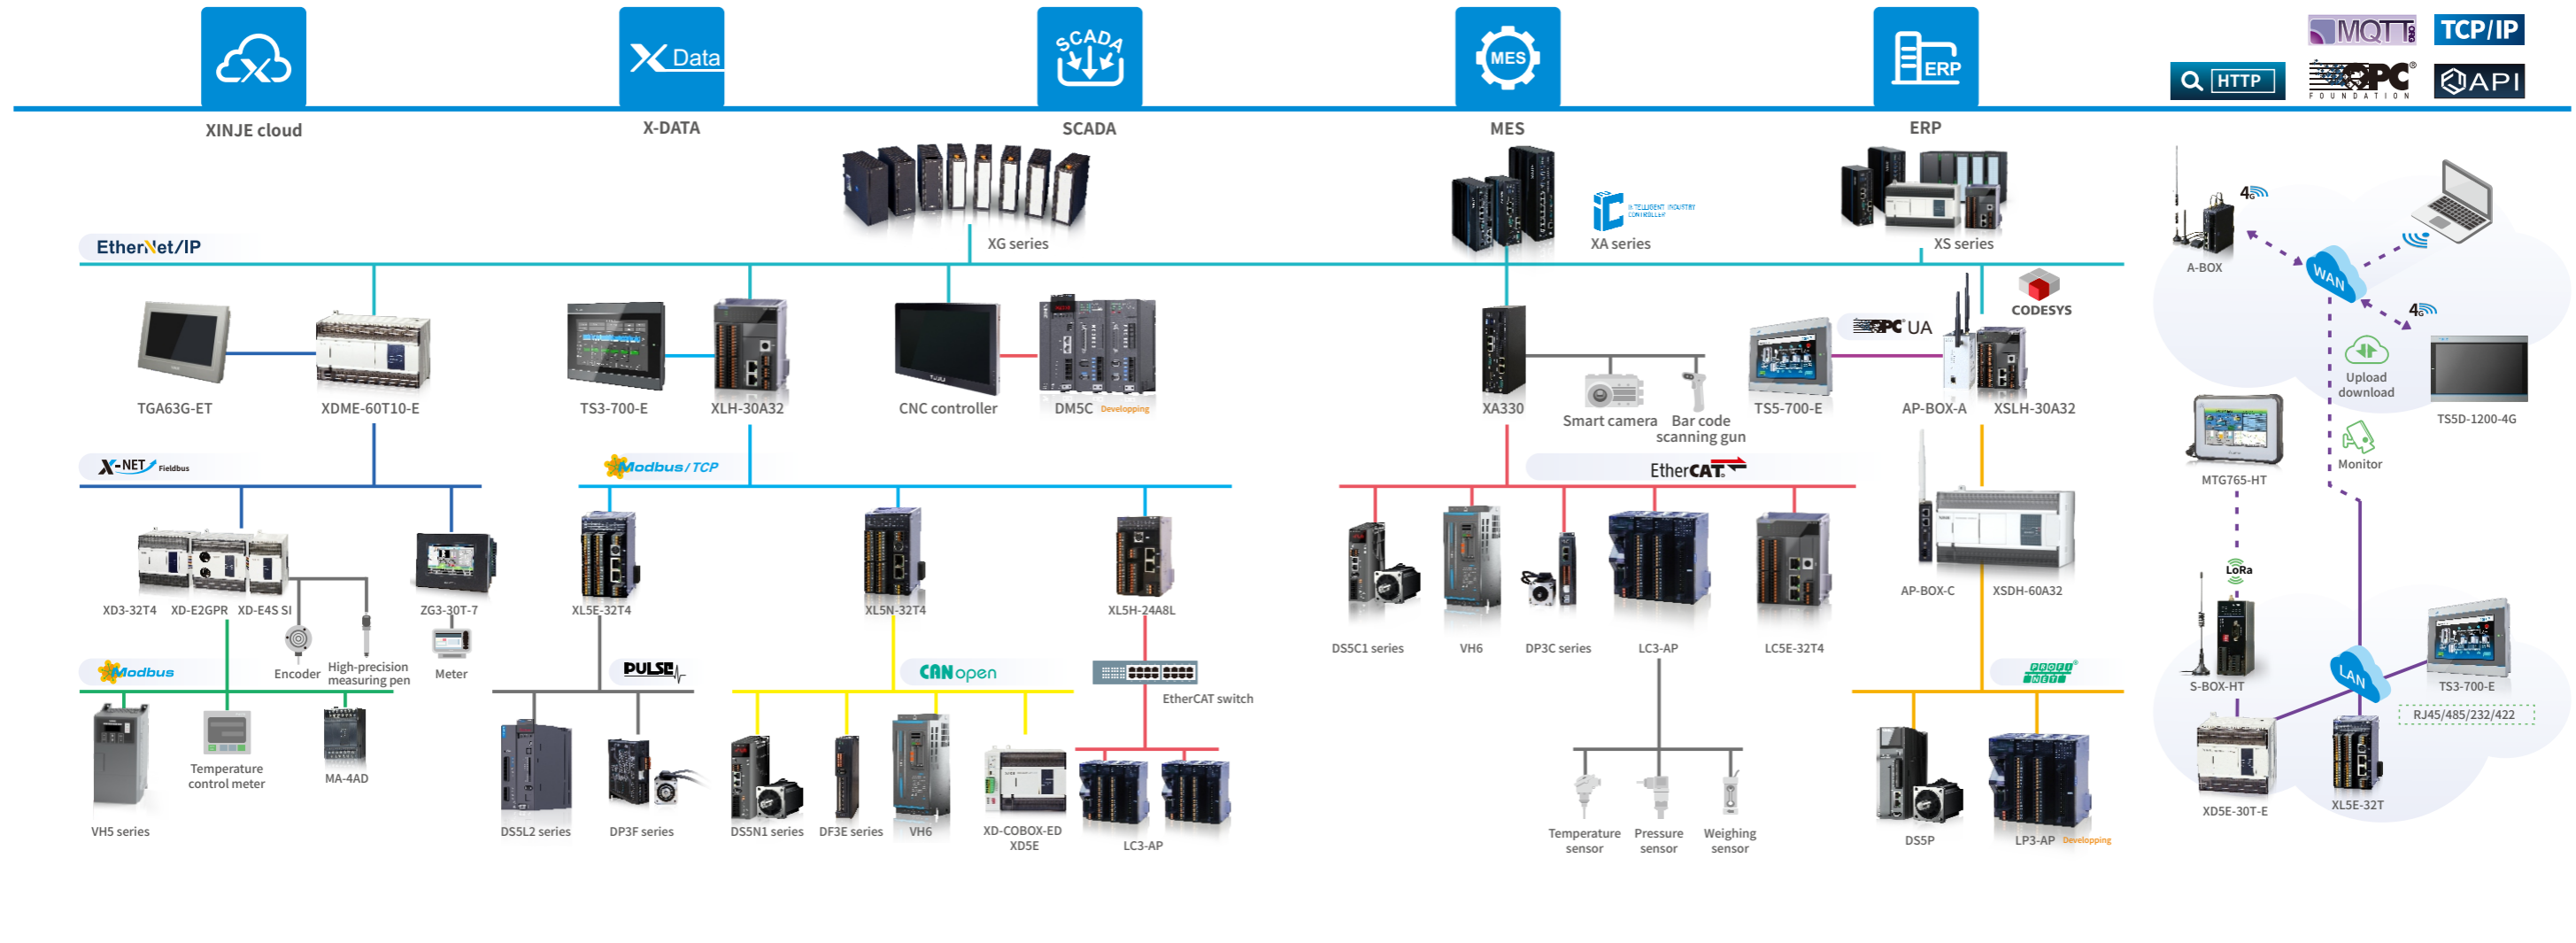 X Data
SCADA
MES
ERP
MQTT ORG
TCP/IP
HTTP
OPC®
FOUNDATION
API
XINJE cloud
X-DATA
SCADA
MES
ERP
XG series
iC INTELLIGENT INDUSTRY
CONTROLLER
XA series
XS series
EtherNet/IP
4G
A-BOX
WAN
4G
CODESYS
OPC UA
TGA63G-ET
XDME-60T10-E
TS3-700-E
XLH-30A32
CNC controller
DM5C Developping
XA330
Smart camera
Bar code
scanning gun
TS5-700-E
AP-BOX-A
XSLH-30A32
Upload
download
TS5D-1200-4G
X-NET Fieldbus
Modbus/TCP
EtherCAT
Monitor
MTG765-HT
LoRa
XD3-32T4
XD-E2GPR
XD-E4S SI
ZG3-30T-7
XL5E-32T4
XL5N-32T4
XL5H-24A8L
DS5C1 series
VH6
DP3C series
LC3-AP
LC5E-32T4
AP-BOX-C
XSDH-60A32
Modbus
Encoder
High-precision
measuring pen
Meter
PULSE
CANopen
EtherCAT switch
PROFI
NET®
S-BOX-HT
LAN
TS3-700-E
RJ45/485/232/422
VH5 series
Temperature
control meter
MA-4AD
DS5L2 series
DP3F series
DS5N1 series
DF3E series
VH6
XD-COBOX-ED
XD5E
LC3-AP
Temperature
sensor
Pressure
sensor
Weighing
sensor
DS5P
LP3-AP Developping
XD5E-30T-E
XL5E-32T